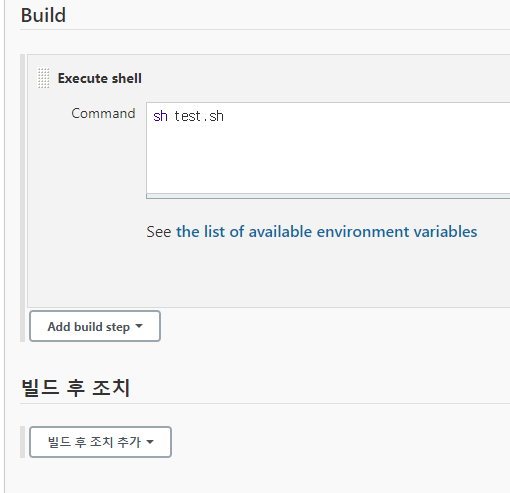 Build
Execute shell
Command
sh test.sh
See the list of available environment variables
Add build step
빌드 후 조치
빌드 후 조치 추가